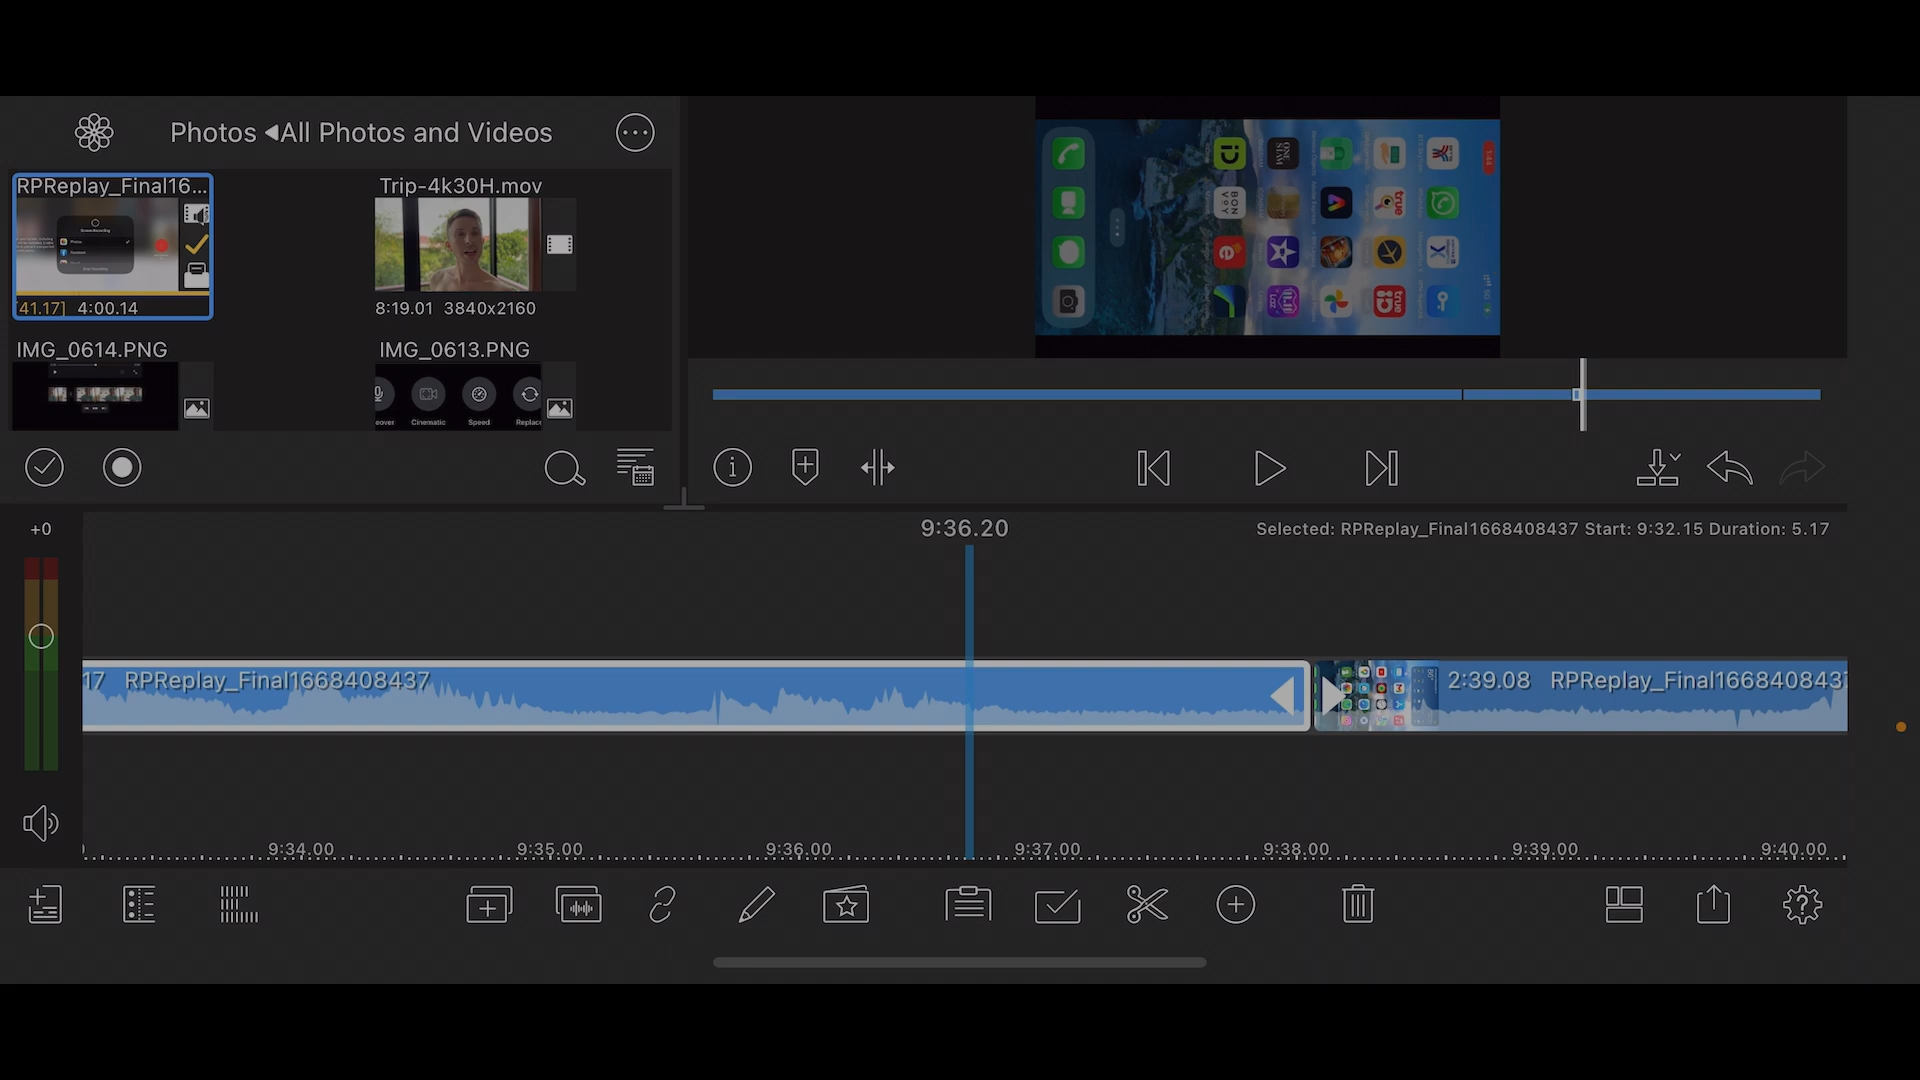 Photos ◀All Photos and Videos
RPReplay_Final16...
Trip-4k30H.mov
41.17] 4:00.14
8:19.01 3840x2160
IMG_0614.PNG
IMG_0613.PNG
Cinematic
Speed
Replac
+0
9:36.20
Selected: RPReplay_Final1668408437 Start: 9:32.15 Duration: 5.17
17 RPReplay_Final1668408437
2:39.08 RPReplay_Final1668408437
9:34.00
9:35.00
9:36.00
9:37.00
9:38.00
9:39.00
9:40.00